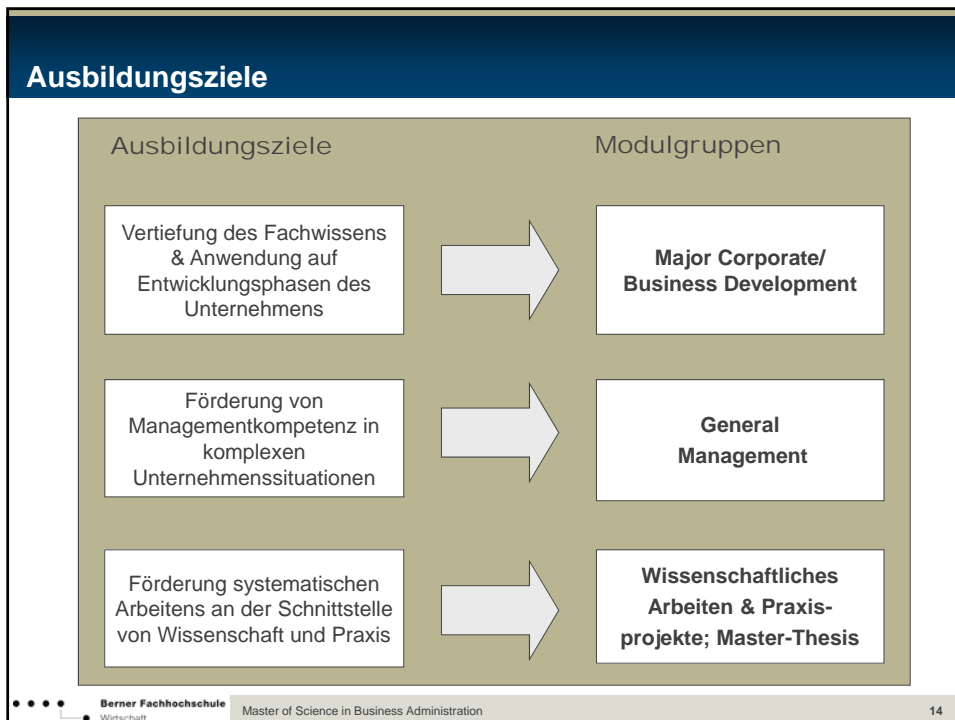 Ausbildungsziele
Ausbildungsziele
Modulgruppen
Vertiefung des Fachwissens
& Anwendung auf
Entwicklungsphasen des
Unternehmens
Major Corporate/
Business Development
Förderung von
Managementkompetenz in
komplexen
Unternehmenssituationen
General
Management
Förderung systematischen
Arbeitens an der Schnittstelle
von Wissenschaft und Praxis
Wissenschaftliches
Arbeiten & Praxis-
projekte; Master-Thesis
Berner Fachhochschule
Wirtschaft
Master of Science in Business Administration
14